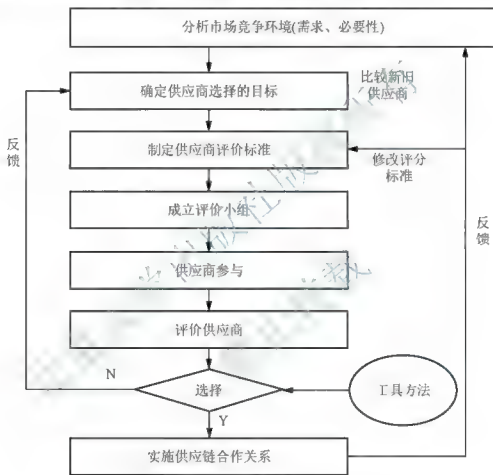 分析市场竞争环境(需求、必要性)
确定供应商选择的目标
比较新旧
供应商
反
馈
制定供应商评价标准
修改评分
标准
成立评价小组
反
馈
供应商参与
评价供应商
N
选择
工具方法
Y
实施供应链合作关系